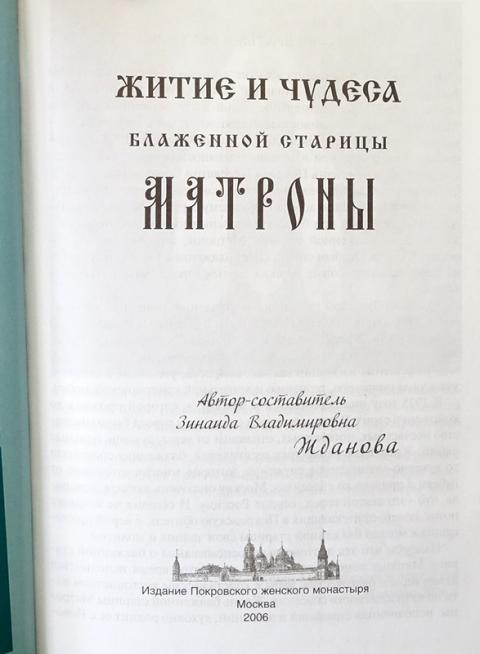 ЖИТИЕ И ЧУДЕСА
БЛАЖЕННОЙ СТАРИЦЫ
МАТРОНЫ
Автор-составитель
Зинаида Владимировна
Жданова
Издание Покровского женского монастыря
Москва
2006